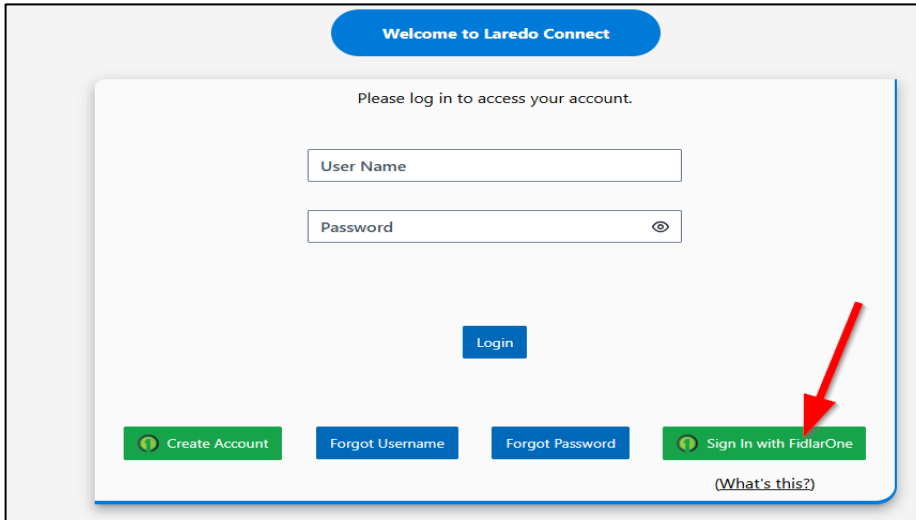 Welcome to Laredo Connect
Please log in to access your account.
User Name
Password
Login
Create Account
Forgot Username
Forgot Password
Sign In with FidlarOne
(What's this?)